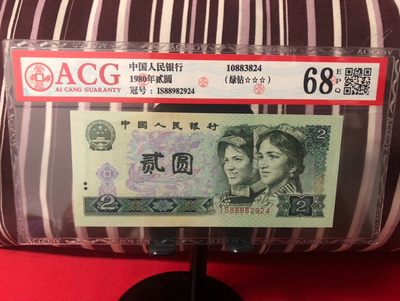 ACG
AI CANG GUARANTY
中国人民银行
1980年贰圆
冠号：IS88982924
10883824
(绿钻☆☆☆)
68
E
P
Q
中国人民银行
贰圆
2
2
IS88982924